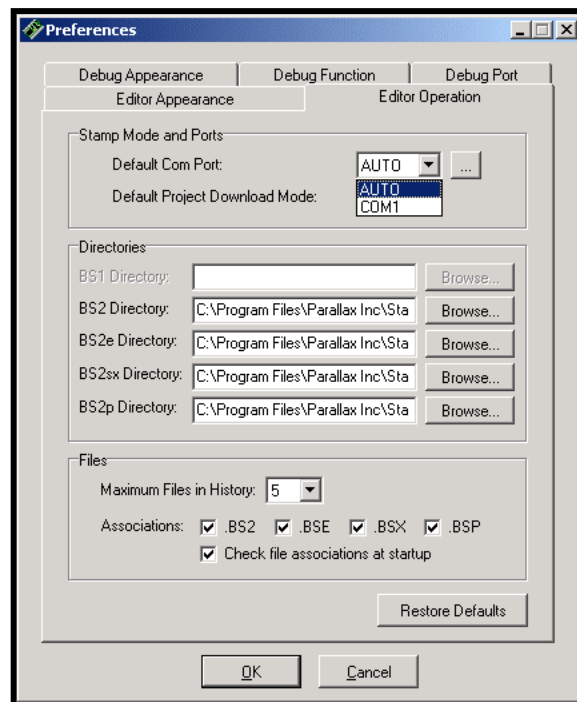 Preferences
Debug Appearance Debug Function Debug Port
Editor Appearance Editor Operation
Stamp Mode and Ports
Default Com Port: AUTO ...
AUTO
COM1
Default Project Download Mode:
Directories
BS1 Directory: Browse...
BS2 Directory: C:\Program Files\Parallax Inc\Sta Browse...
BS2e Directory: C:\Program Files\Parallax Inc\Sta Browse...
BS2sx Directory: C:\Program Files\Parallax Inc\Sta Browse...
BS2p Directory: C:\Program Files\Parallax Inc\Sta Browse...
Files
Maximum Files in History: 5
Associations: .BS2 .BSE .BSX .BSP
Check file associations at startup
Restore Defaults
OK Cancel